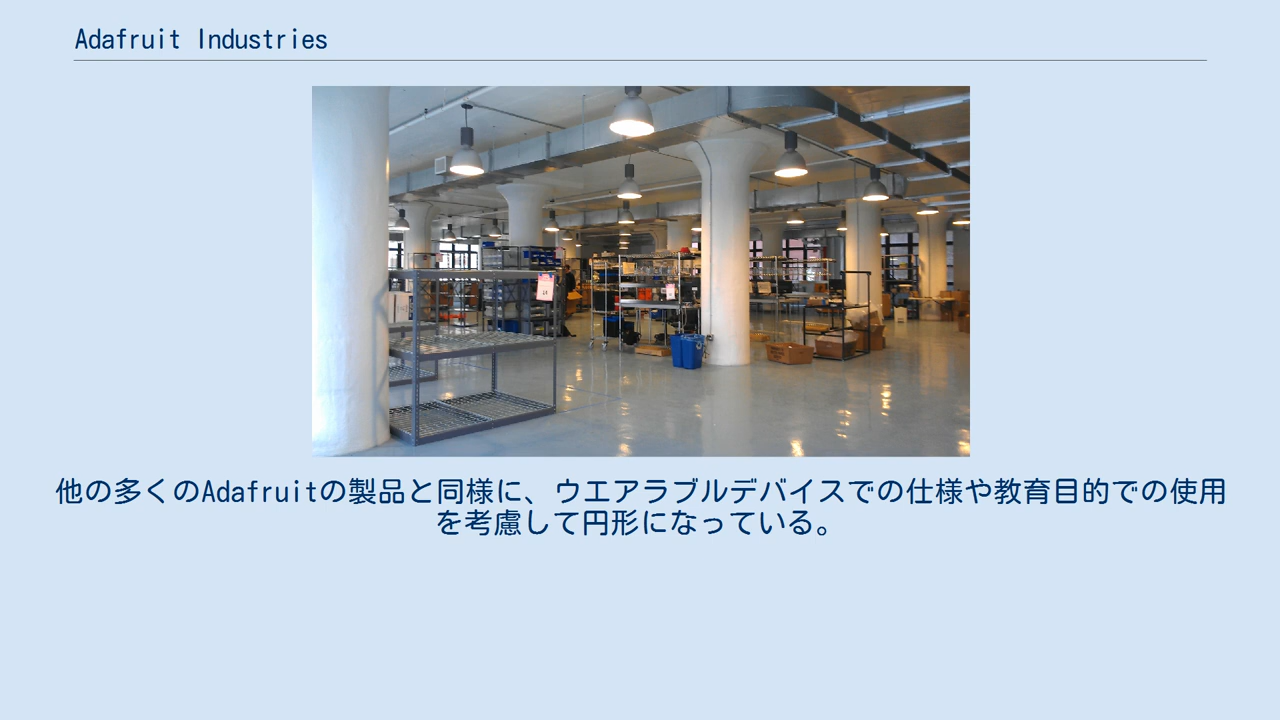 Adafruit Industries
他の多くのAdafruitの製品と同様に、ウエアラブルデバイスでの仕様や教育目的での使用
を考慮して円形になっている。